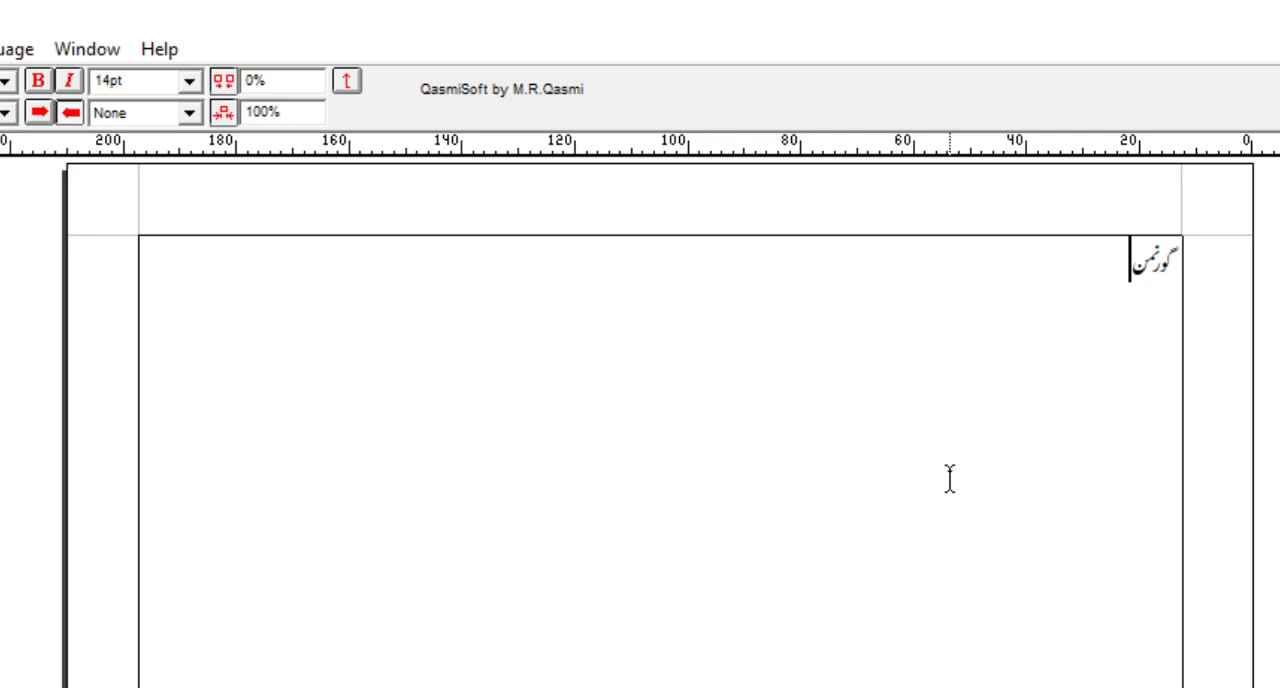 uage Window Help
B I 14pt 0%
QasmiSoft by M.R.Qasmi
None 100%
200 180 160 140 120 100 80 60 40 20 0
گورنمن